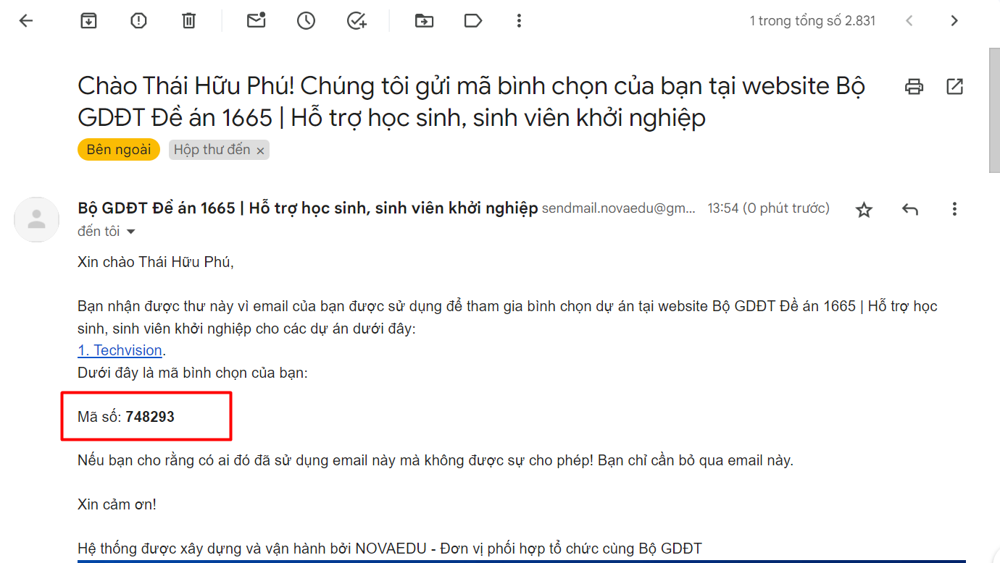 1 trong tổng số 2.831
Chào Thái Hữu Phú! Chúng tôi gửi mã bình chọn của bạn tại website Bộ
GDĐT Đề án 1665 | Hỗ trợ học sinh, sinh viên khởi nghiệp
Bên ngoài Hộp thư đến ×
Bộ GDĐT Đề án 1665 | Hỗ trợ học sinh, sinh viên khởi nghiệp sendmail.novaedu@gm... 13:54 (0 phút trước)
đến tôi
Xin chào Thái Hữu Phú,
Bạn nhận được thư này vì email của bạn được sử dụng để tham gia bình chọn dự án tại website Bộ GDĐT Đề án 1665 | Hỗ trợ học
sinh, sinh viên khởi nghiệp cho các dự án dưới đây:
1. Techvision.
Dưới đây là mã bình chọn của bạn:
Mã số: 748293
Nếu bạn cho rằng có ai đó đã sử dụng email này mà không được sự cho phép! Bạn chỉ cần bỏ qua email này.
Xin cảm ơn!
Hệ thống được xây dựng và vận hành bởi NOVAEDU - Đơn vị phối hợp tổ chức cùng Bộ GDĐT